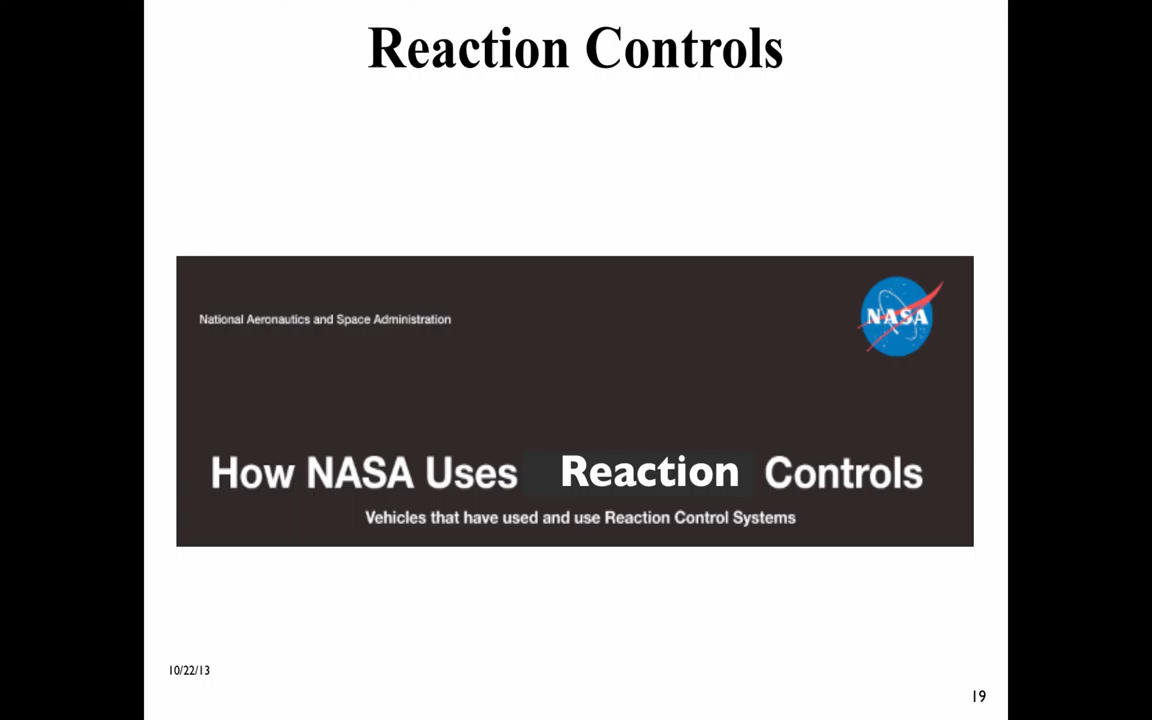 Reaction Controls
National Aeronautics and Space Administration
NASA
How NASA Uses Reaction Controls
Vehicles that have used and use Reaction Control Systems
10/22/13
19